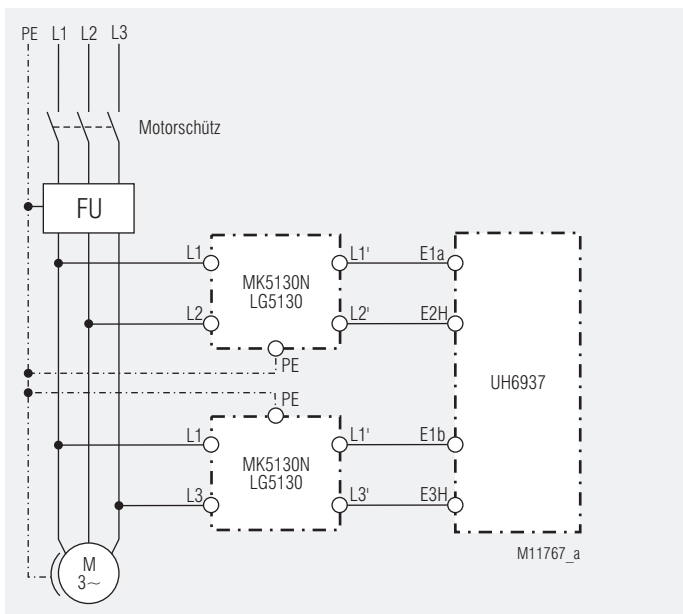 PE L1 L2 L3
Motorschütz
FU
L1 MK5130N LG5130 L1' E1a
L2 L2' E2H
PE
UH6937
PE
L1 MK5130N LG5130 L1' E1b
L3 L3' E3H
M 3~
M11767_a